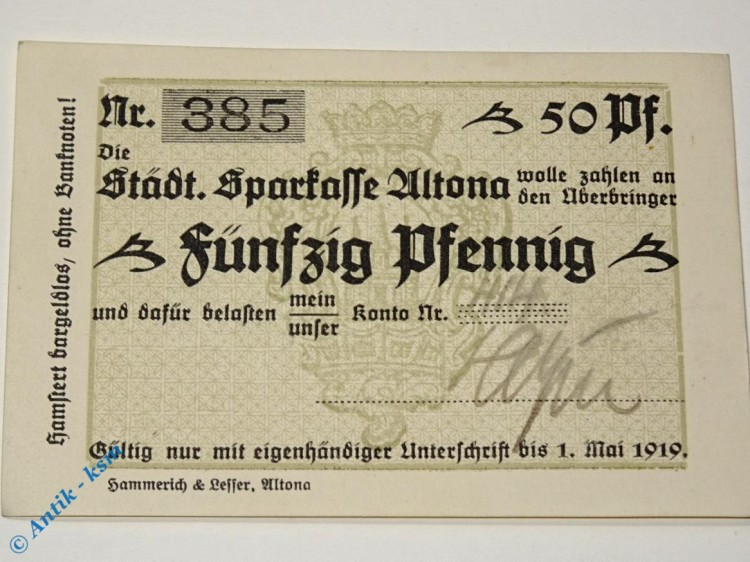 Hamstert bargeldlos, ohne Banknoten!
Nr. 385 50 Pf.
Die
Städt. Sparkasse Altona wolle zahlen an
den Überbringer
Fünfzig Pfennig
und dafür belasten mein
unser Konto Nr.
Gültig nur mit eigenhändiger Unterschrift bis 1. Mai 1919.
Hammerich & Lesser, Altona
© Antik - ksm